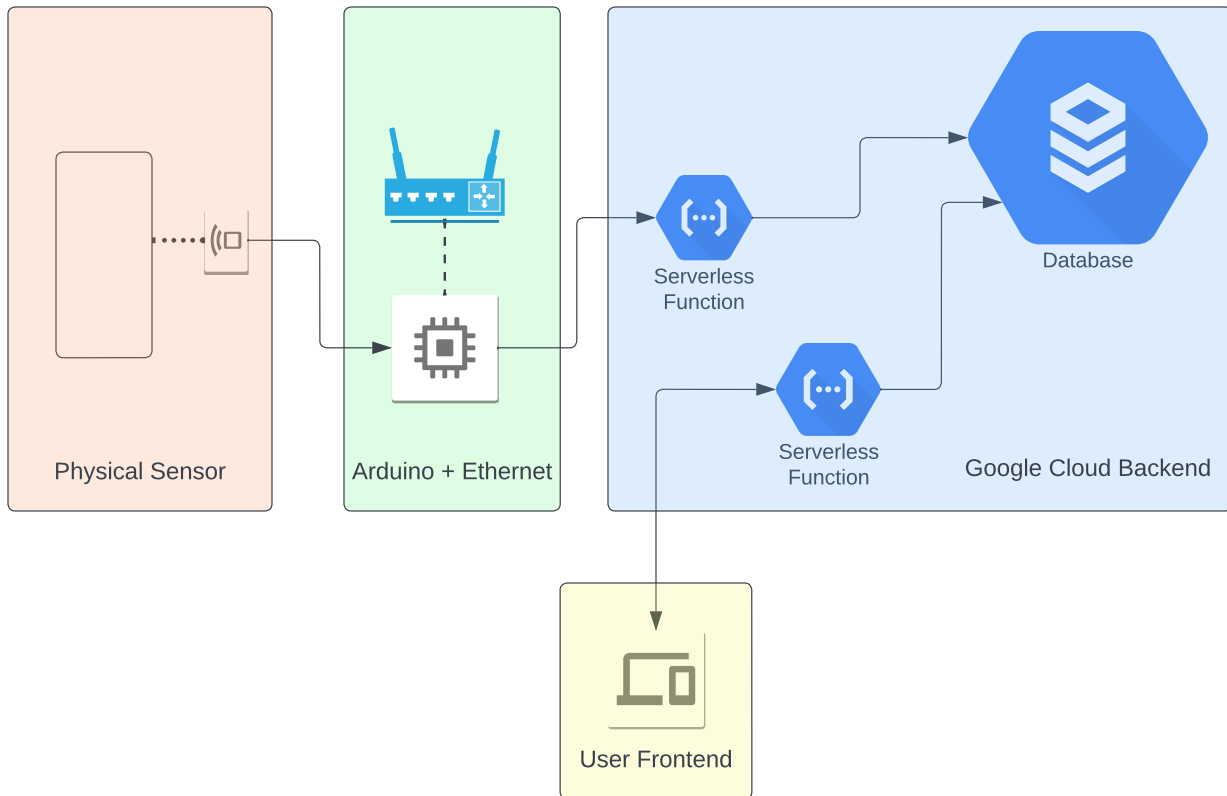 Serverless
Function
Database
Serverless
Function
Physical Sensor
Arduino + Ethernet
Google Cloud Backend
User Frontend